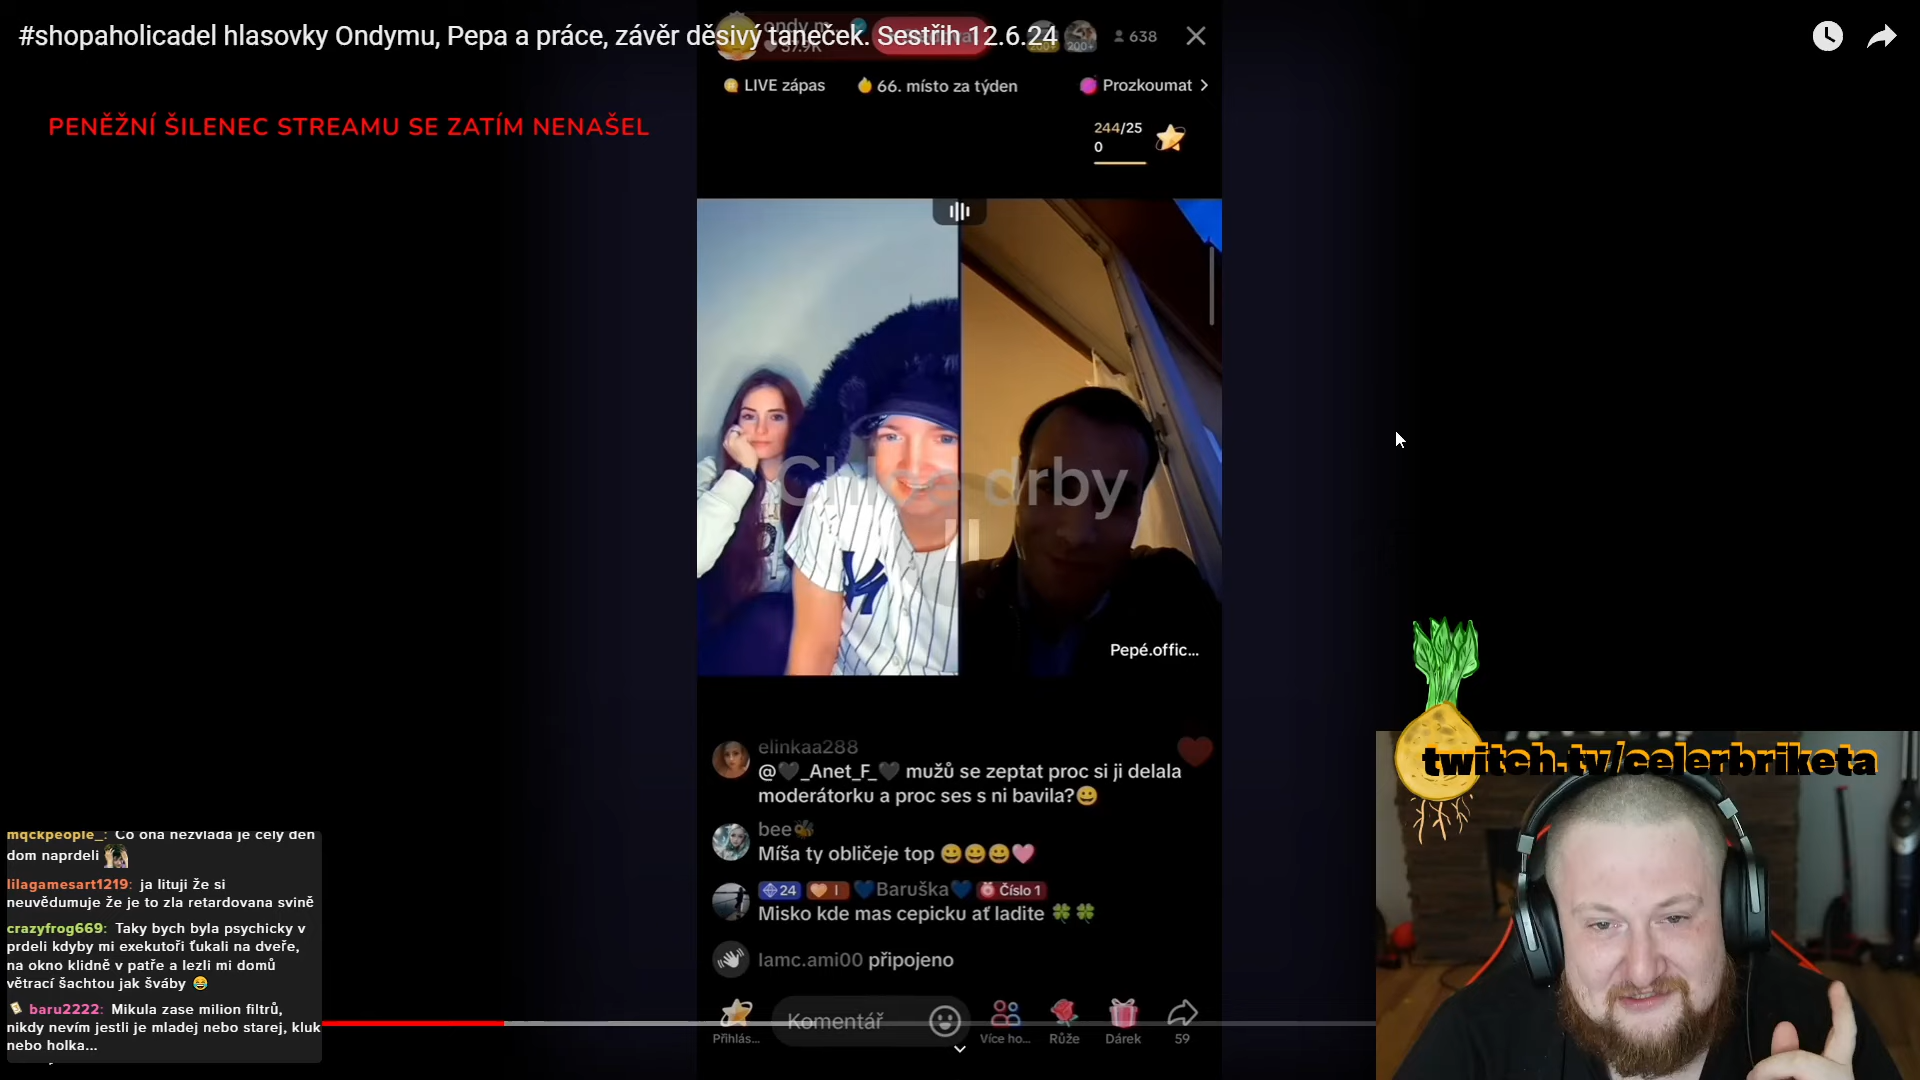 #shopaholicadel hlasovky Ondymu, Pepa a práce, závěr děsivý taneček. Sestřih 12.6.24
638
LIVE zápas
66. místo za týden
Prozkoumat
PENĚŽNÍ ŠILENEC STREAMU SE ZATÍM NENAŠEL
244/25
0
Chloe drby
Pepé.offic...
elinkaa288
@🖤_Anet_F_🖤 mužů se zeptat proc si ji delala
moderátorku a proc ses s ni bavila?😀
bee🐝
Míša ty obličeje top 😀😀😀🩷
24 I 💙Baruška💙 Číslo 1
Misko kde mas cepicku ať ladite 🍀🍀
lamc.ami00 připojeno
Komentář
Přihlás...
Více ho...
Růže
Dárek
59
mqckpeople_: Co ona nezvlada je cely den
dom naprdeli
lilagamesart1219: ja lituji že si
neuvědumuje že je to zla retardovana svině
crazyfrog669: Taky bych byla psychicky v
prdeli kdyby mi exekutoři ťukali na dveře,
na okno klidně v patře a lezli mi domů
větrací šachtou jak šváby 😂
baru2222: Mikula zase milion filtrů,
nikdy nevím jestli je mladej nebo starej, kluk
nebo holka...
twitch.tv/celerbriketa